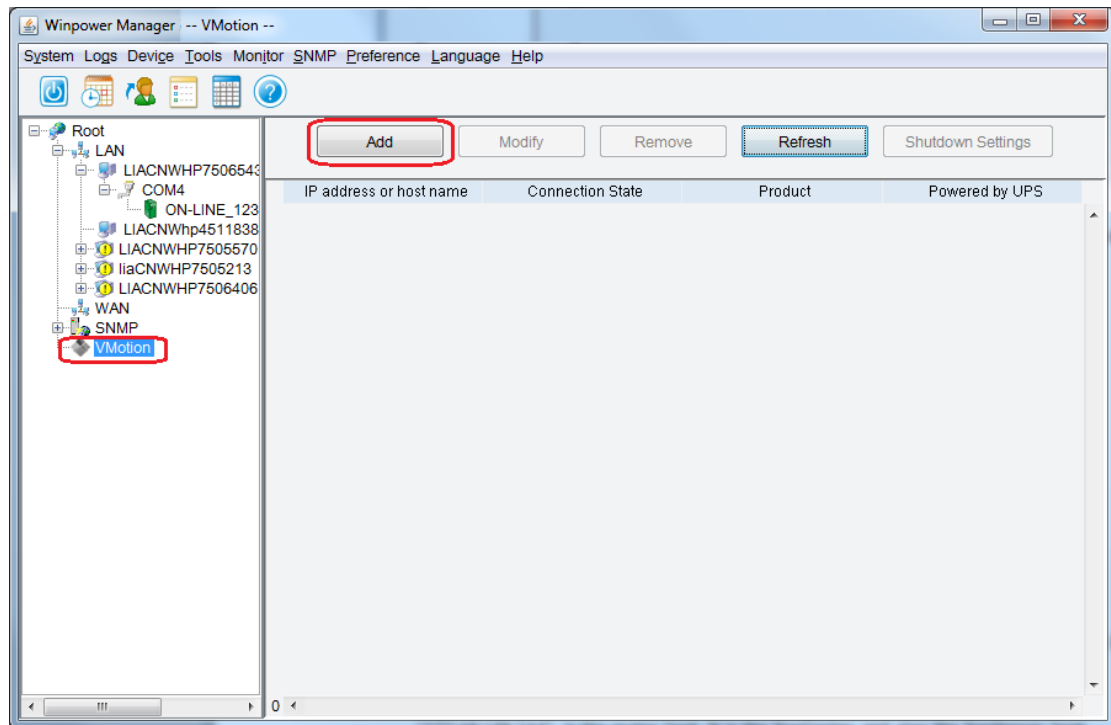 Winpower Manager -- VMotion --
System Logs Device Tools Monitor SNMP Preference Language Help
Add Modify Remove Refresh Shutdown Settings
IP address or host name Connection State Product Powered by UPS
Root
LAN
LIACNWHP7506543
COM4
ON-LINE_123
LIACNWhp4511838
LIACNWHP7505570
liaCNWHP7505213
LIACNWHP7506406
WAN
SNMP
VMotion
0